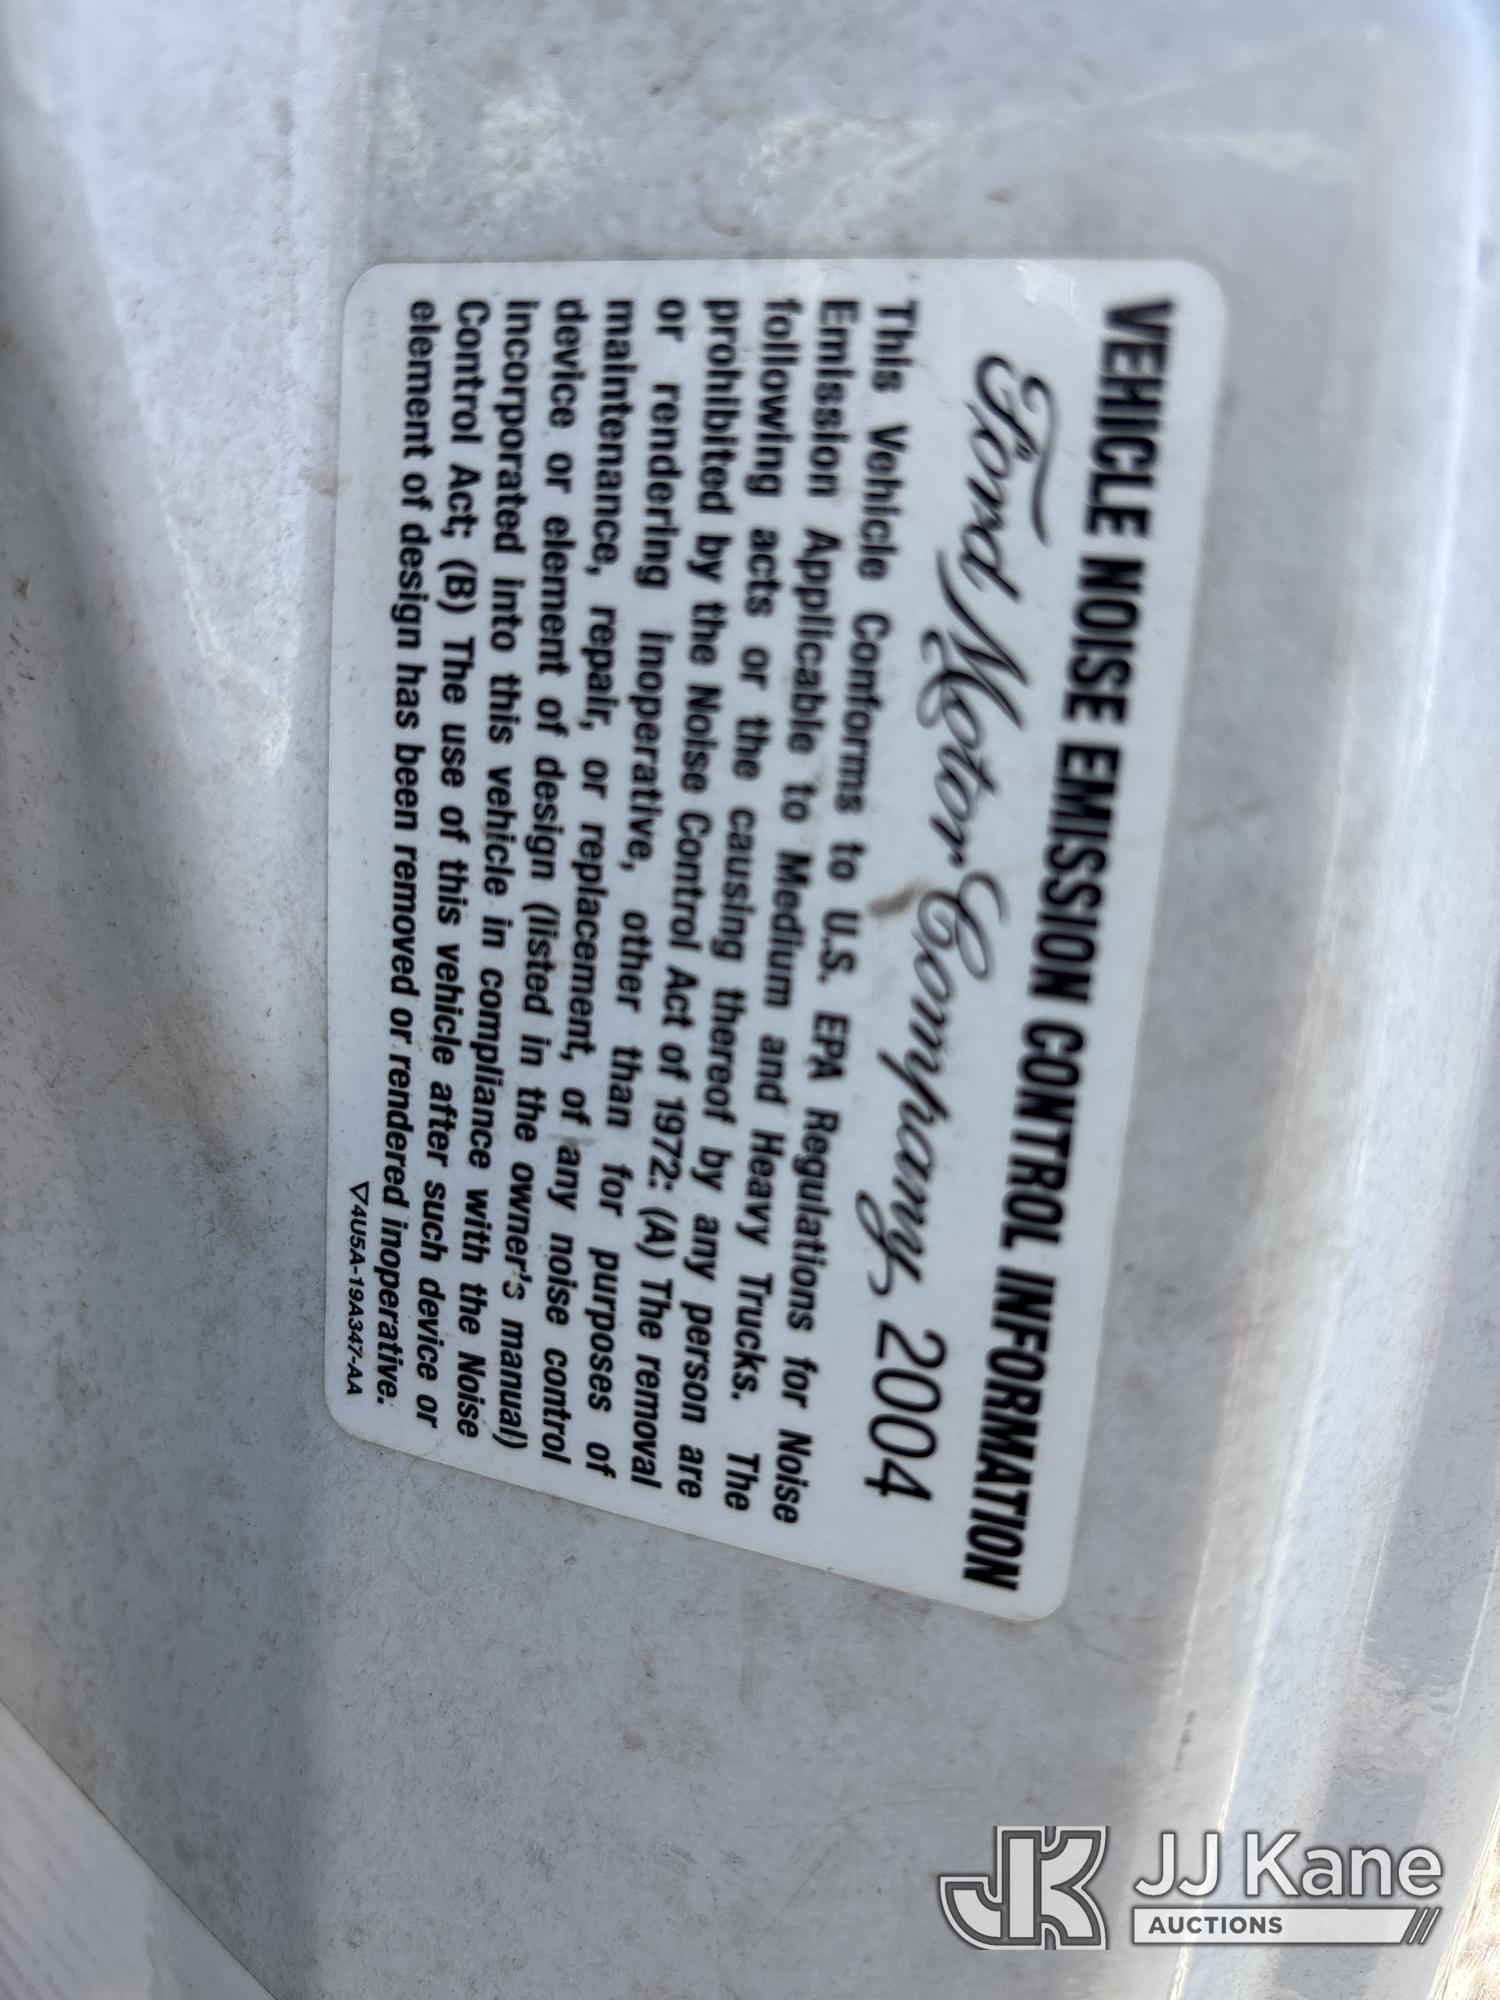 VEHICLE NOISE EMISSION CONTROL INFORMATION
Ford Motor Company, 2004
This Vehicle Conforms to U.S. EPA Regulations for Noise
Emission Applicable to Medium and Heavy Trucks. The
following acts or the causing thereof by any person are
prohibited by the Noise Control Act of 1972: (A) The removal
or rendering inoperative, other than for purposes of
maintenance, repair, or replacement, of any noise control
device or element of design (listed in the owner's manual)
incorporated into this vehicle in compliance with the Noise
Control Act; (B) The use of this vehicle after such device or
element of design has been removed or rendered inoperative.
▽4U5A-19A347-AA
JK JJ Kane
AUCTIONS